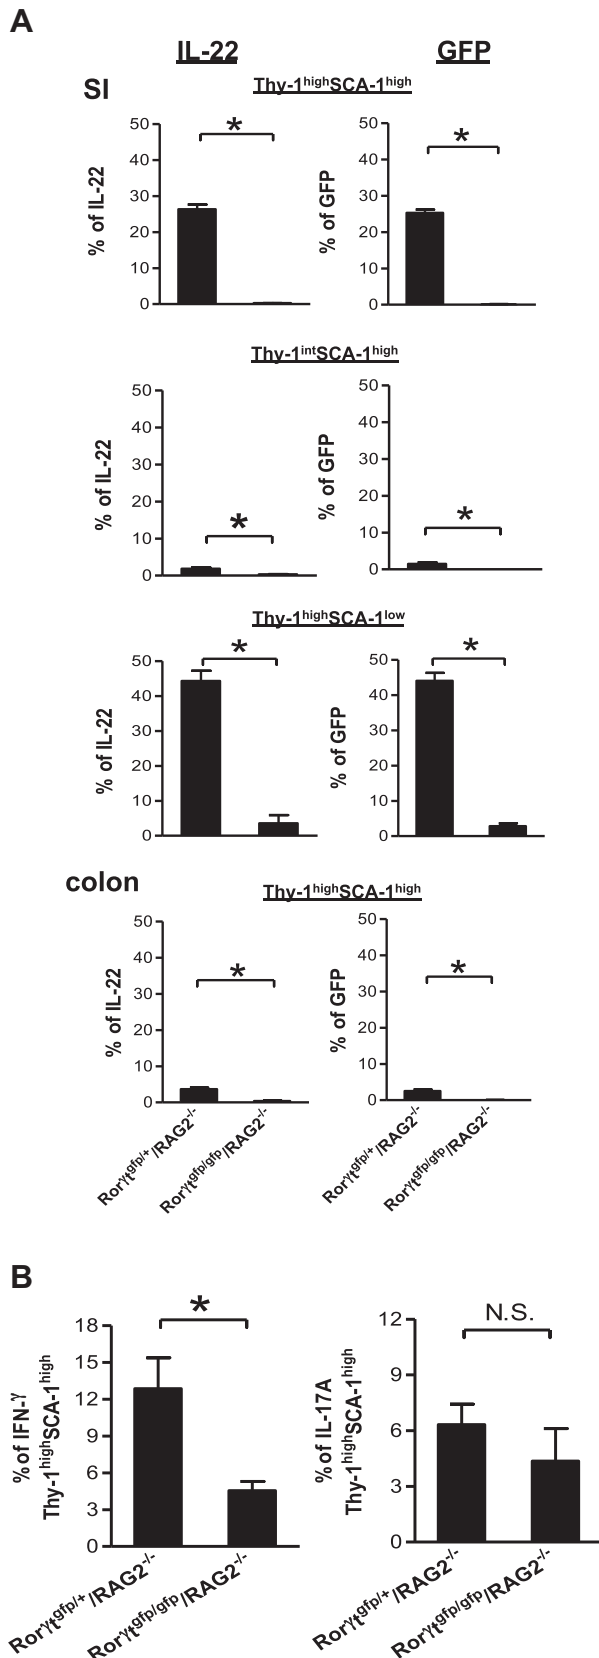 A
IL-22 GFP
SI
Thy-1highSCA-1high
% of IL-22
50
40
30
20
10
0
*
% of GFP
50
40
30
20
10
0
*
Thy-1intSCA-1high
% of IL-22
50
40
30
20
10
0
*
% of GFP
50
40
30
20
10
0
*
Thy-1highSCA-1low
% of IL-22
50
40
30
20
10
0
*
% of GFP
50
40
30
20
10
0
*
colon
Thy-1highSCA-1high
% of IL-22
50
40
30
20
10
0
*
% of GFP
50
40
30
20
10
0
*
Rorγtgfp/+/RAG2-/-
Rorγtgfp/gfp/RAG2-/-
Rorγtgfp/+/RAG2-/-
Rorγtgfp/gfp/RAG2-/-
B
% of IFN-γ
Thy-1highSCA-1high
18
15
12
9
6
3
0
*
Rorγtgfp/+/RAG2-/-
Rorγtgfp/gfp/RAG2-/-
% of IL-17A
Thy-1highSCA-1high
12
9
6
3
0
N.S.
Rorγtgfp/+/RAG2-/-
Rorγtgfp/gfp/RAG2-/-